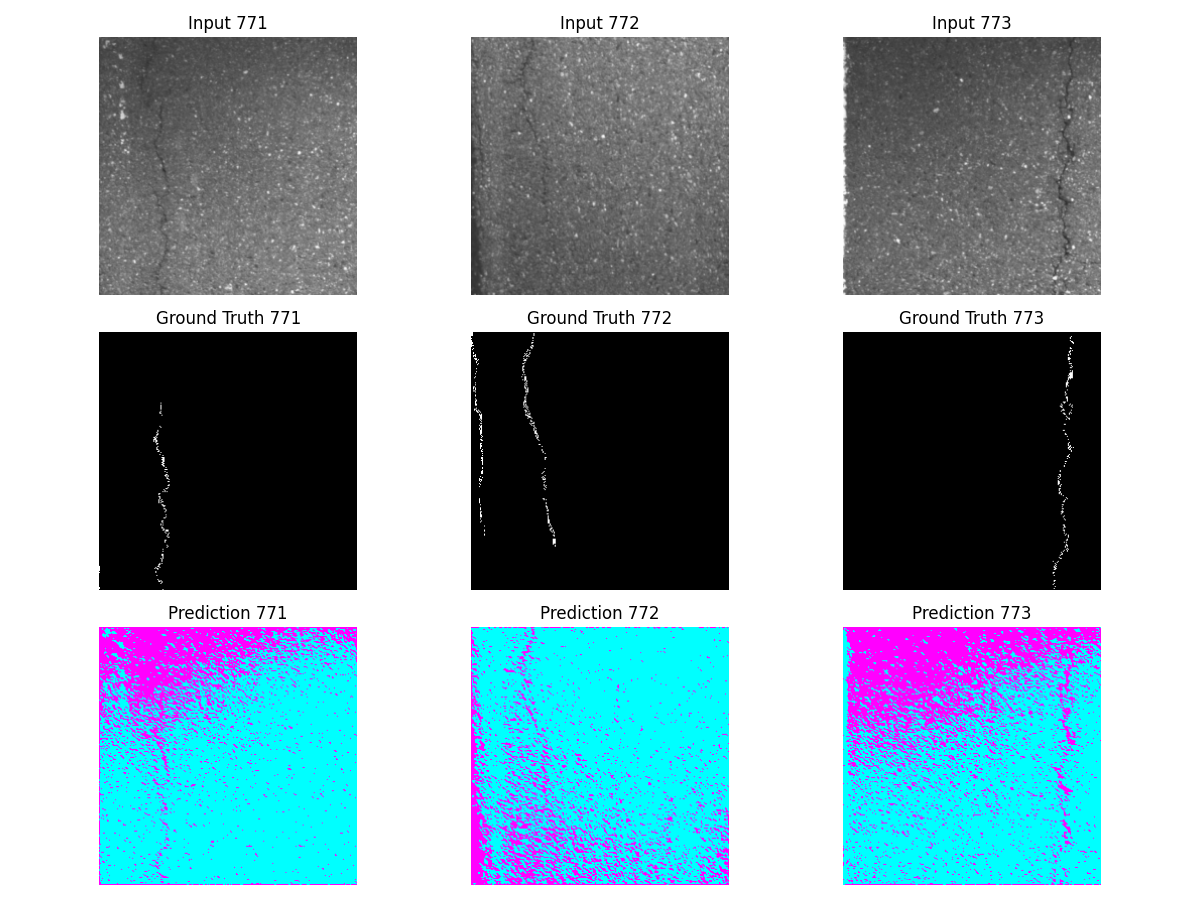 Input 771
Input 772
Input 773
Ground Truth 771
Ground Truth 772
Ground Truth 773
Prediction 771
Prediction 772
Prediction 773